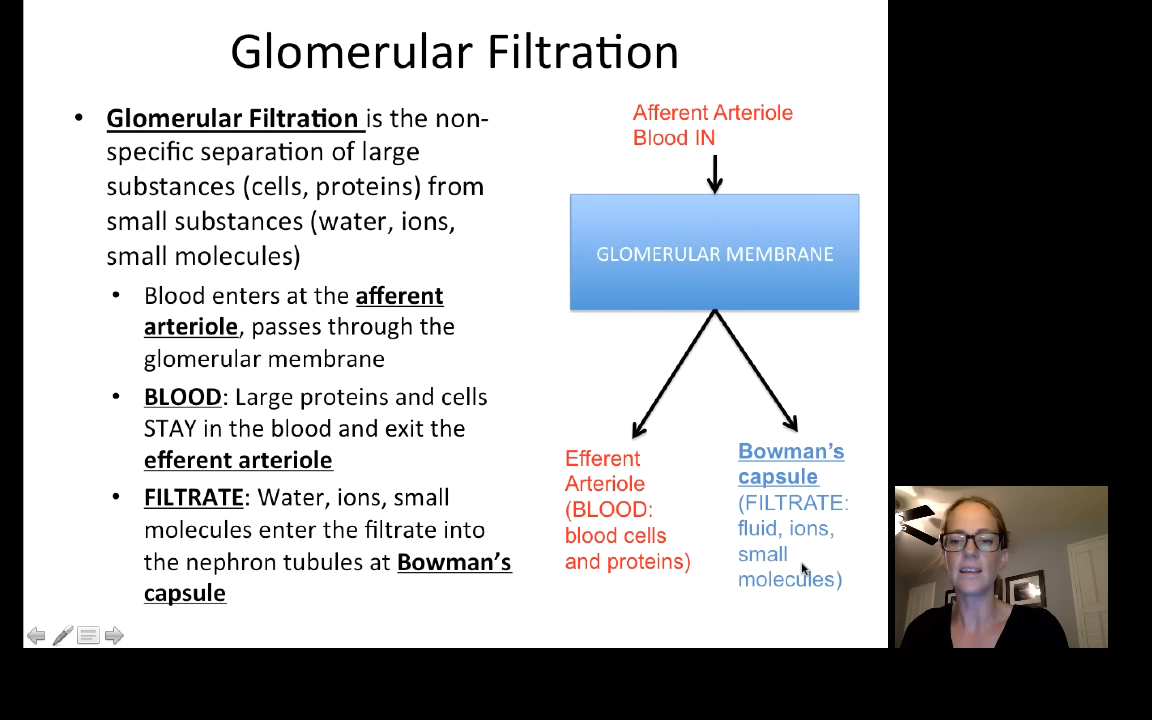 Glomerular Filtration
• Glomerular Filtration is the non-
specific separation of large
substances (cells, proteins) from
small substances (water, ions,
small molecules)
• Blood enters at the afferent
arteriole, passes through the
glomerular membrane
• BLOOD: Large proteins and cells
STAY in the blood and exit the
efferent arteriole
• FILTRATE: Water, ions, small
molecules enter the filtrate into
the nephron tubules at Bowman's
capsule
Afferent Arteriole
Blood IN
GLOMERULAR MEMBRANE
Efferent
Arteriole
(BLOOD:
blood cells
and proteins)
Bowman's
capsule
(FILTRATE:
fluid, ions,
small
molecules)